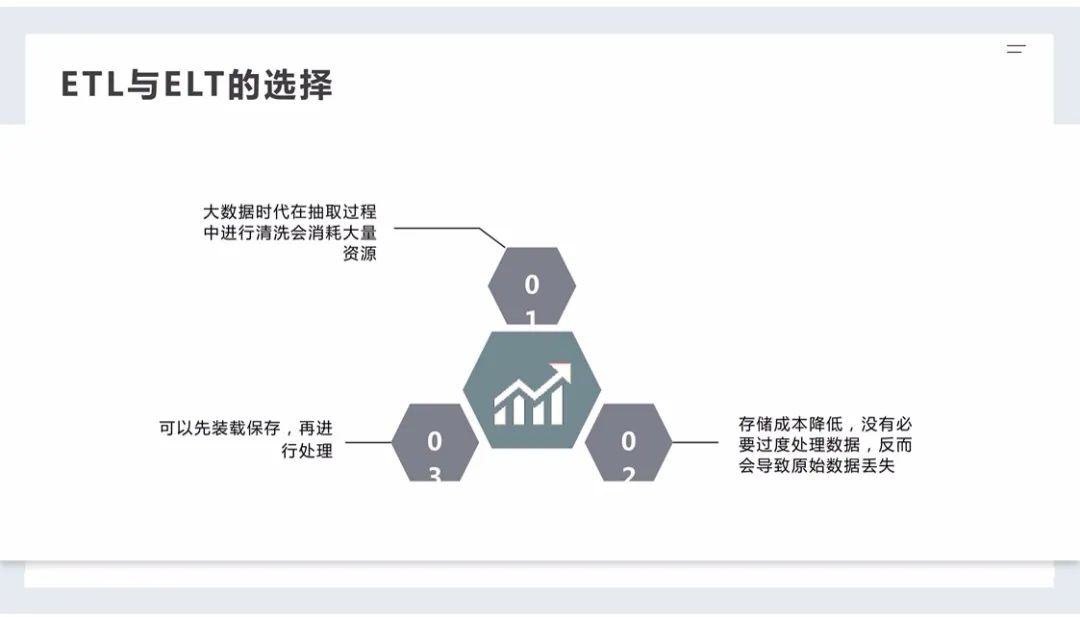 ETL与ELT的选择
大数据时代在抽取过程
中进行清洗会消耗大量
资源
0
1
可以先装载保存，再进
行处理
0
3
0
2
存储成本降低，没有必
要过度处理数据，反而
会导致原始数据丢失